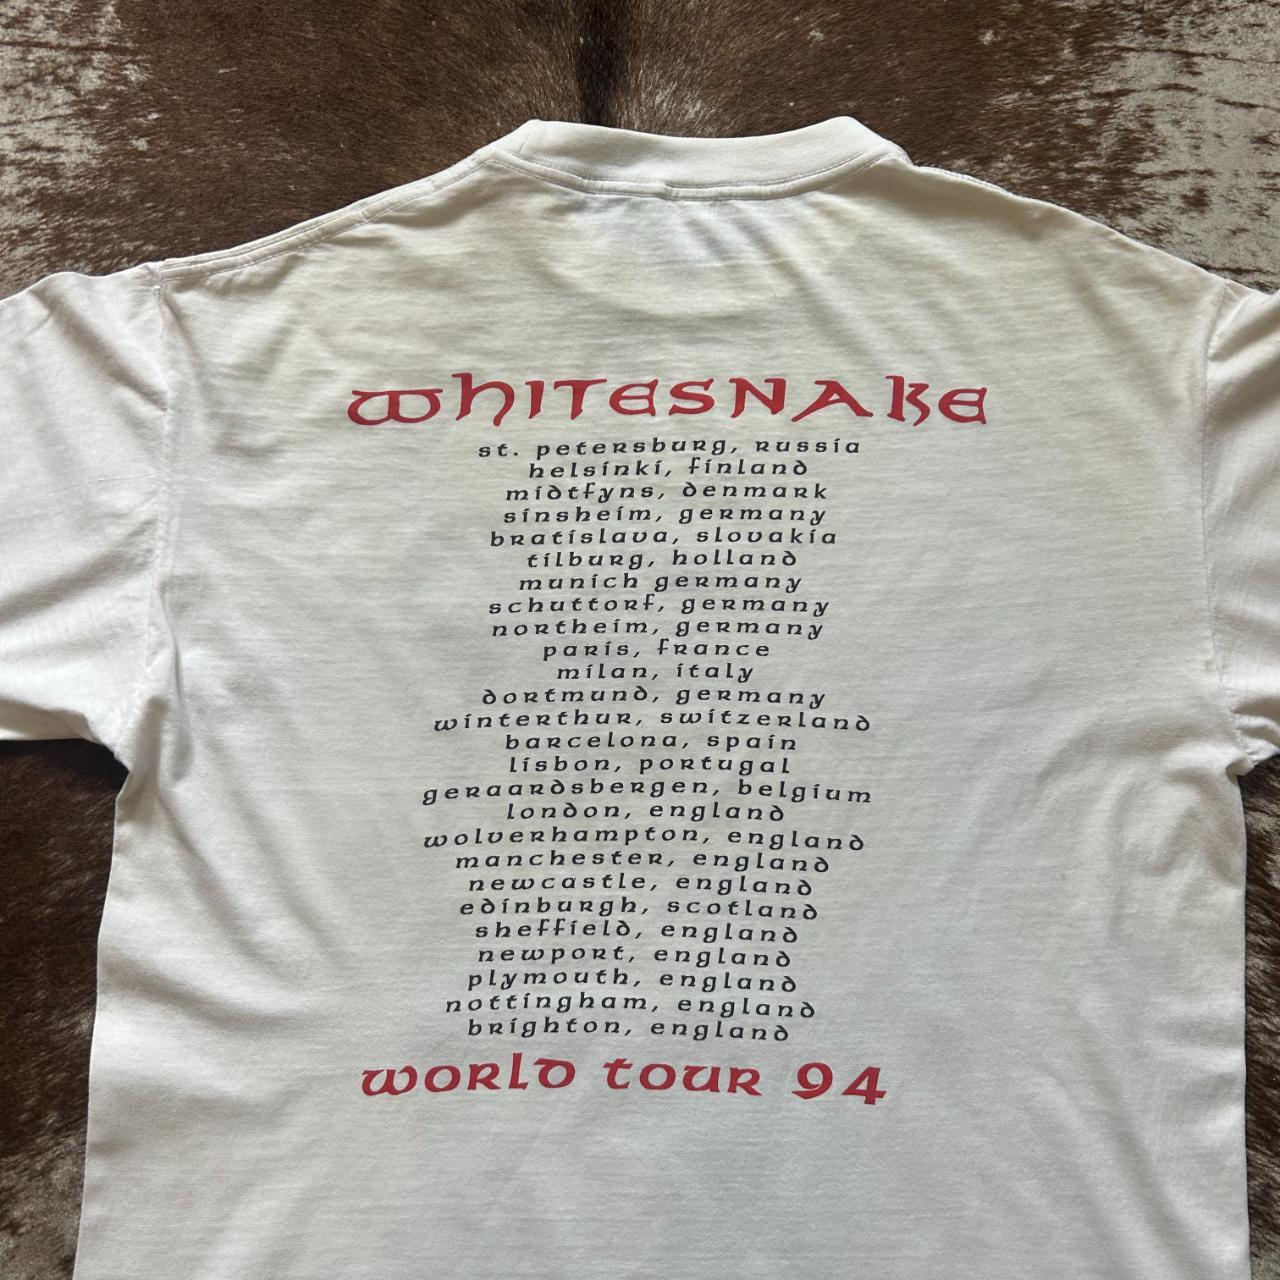 WHITESNAKE
st. petersburg, russia
helsinki, finland
midtfyns, denmark
sinsheim, germany
bratislava, slovakia
tilburg, holland
munich germany
schuttorf, germany
northeim, germany
paris, france
milan, italy
dortmund, germany
winterthur, switzerland
barcelona, spain
lisbon, portugal
geraardsbergen, belgium
london, england
wolverhampton, england
manchester, england
newcastle, england
edinburgh, scotland
sheffield, england
newport, england
plymouth, england
nottingham, england
brighton, england
world tour 94